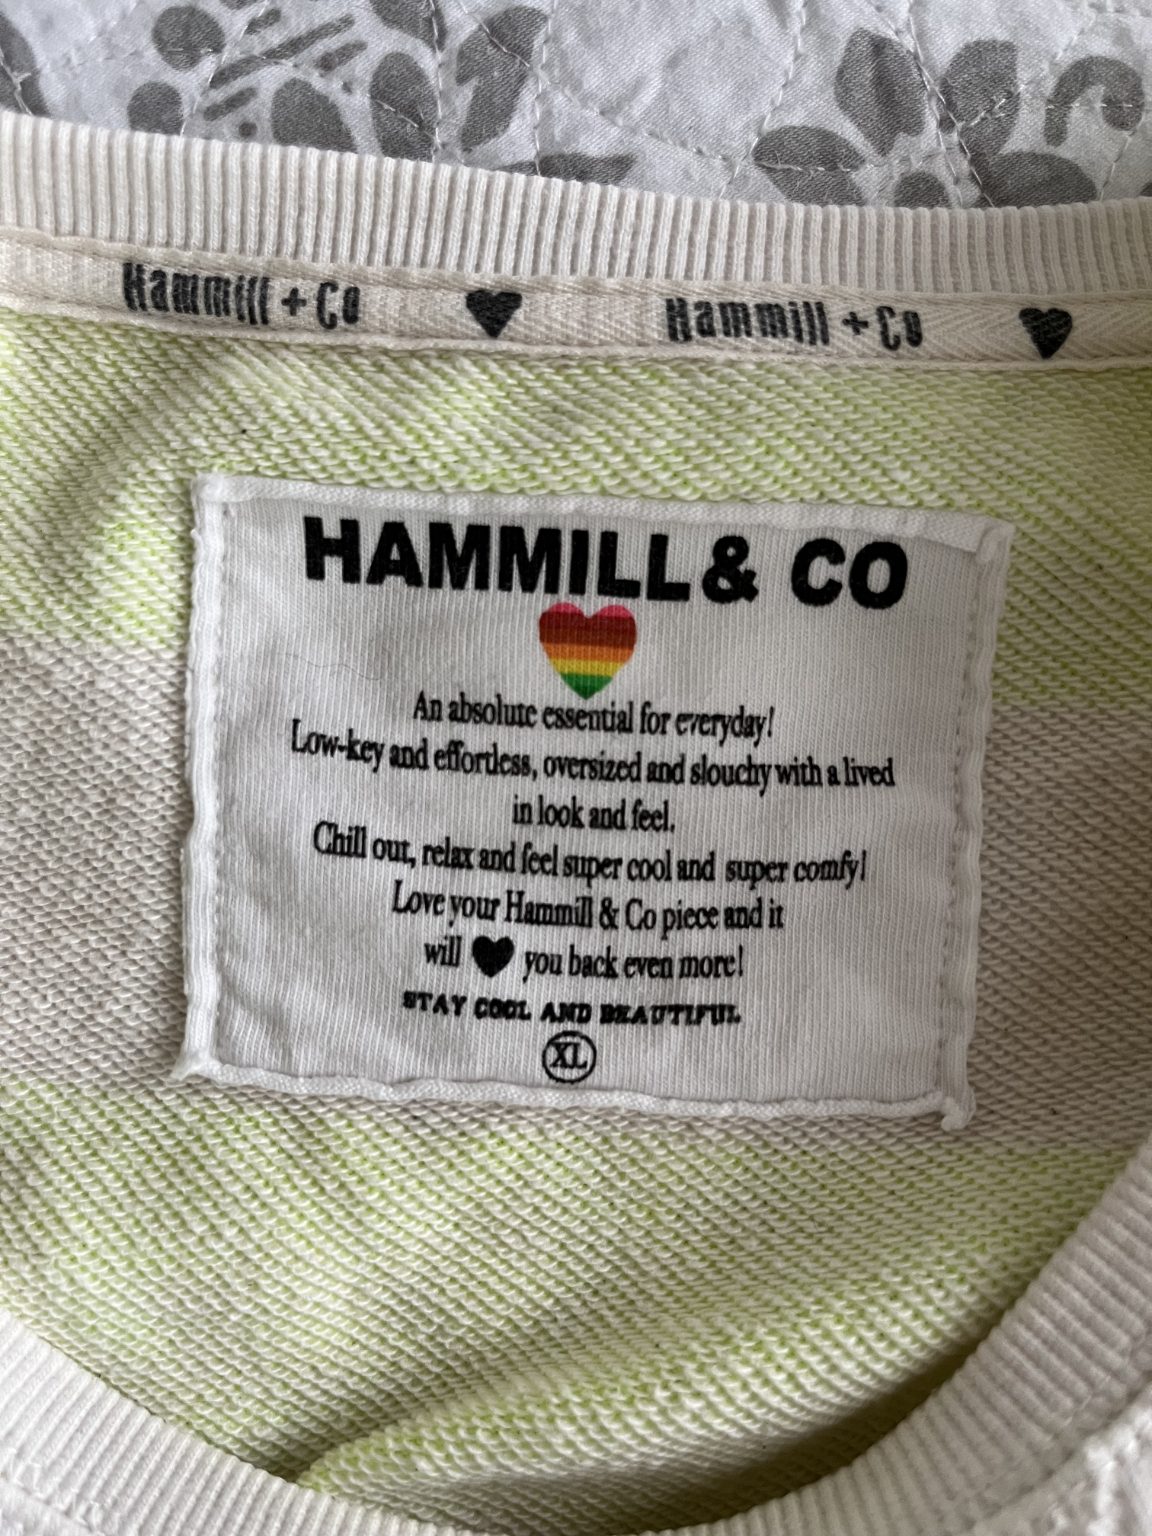 Hammill + Co Hammill + Co
HAMMILL & CO
An absolute essential for everyday!
Low-key and effortless, oversized and slouchy with a lived
in look and feel.
Chill out, relax and feel super cool and super comfy!
Love your Hammill & Co piece and it
will ♥ you back even more!
STAY COOL AND BEAUTIFUL
XL